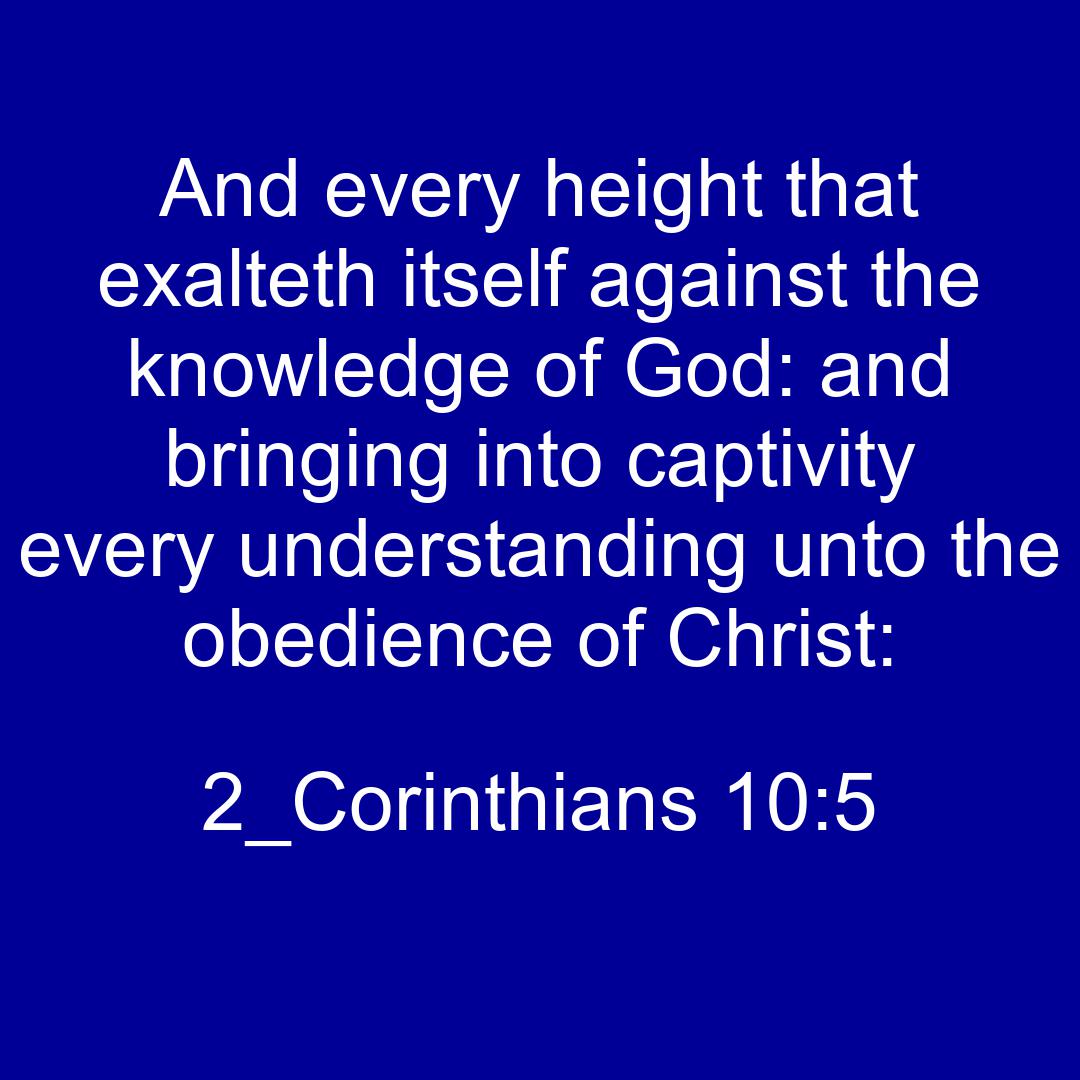 And every height that
exalteth itself against the
knowledge of God: and
bringing into captivity
every understanding unto the
obedience of Christ:
2_Corinthians 10:5